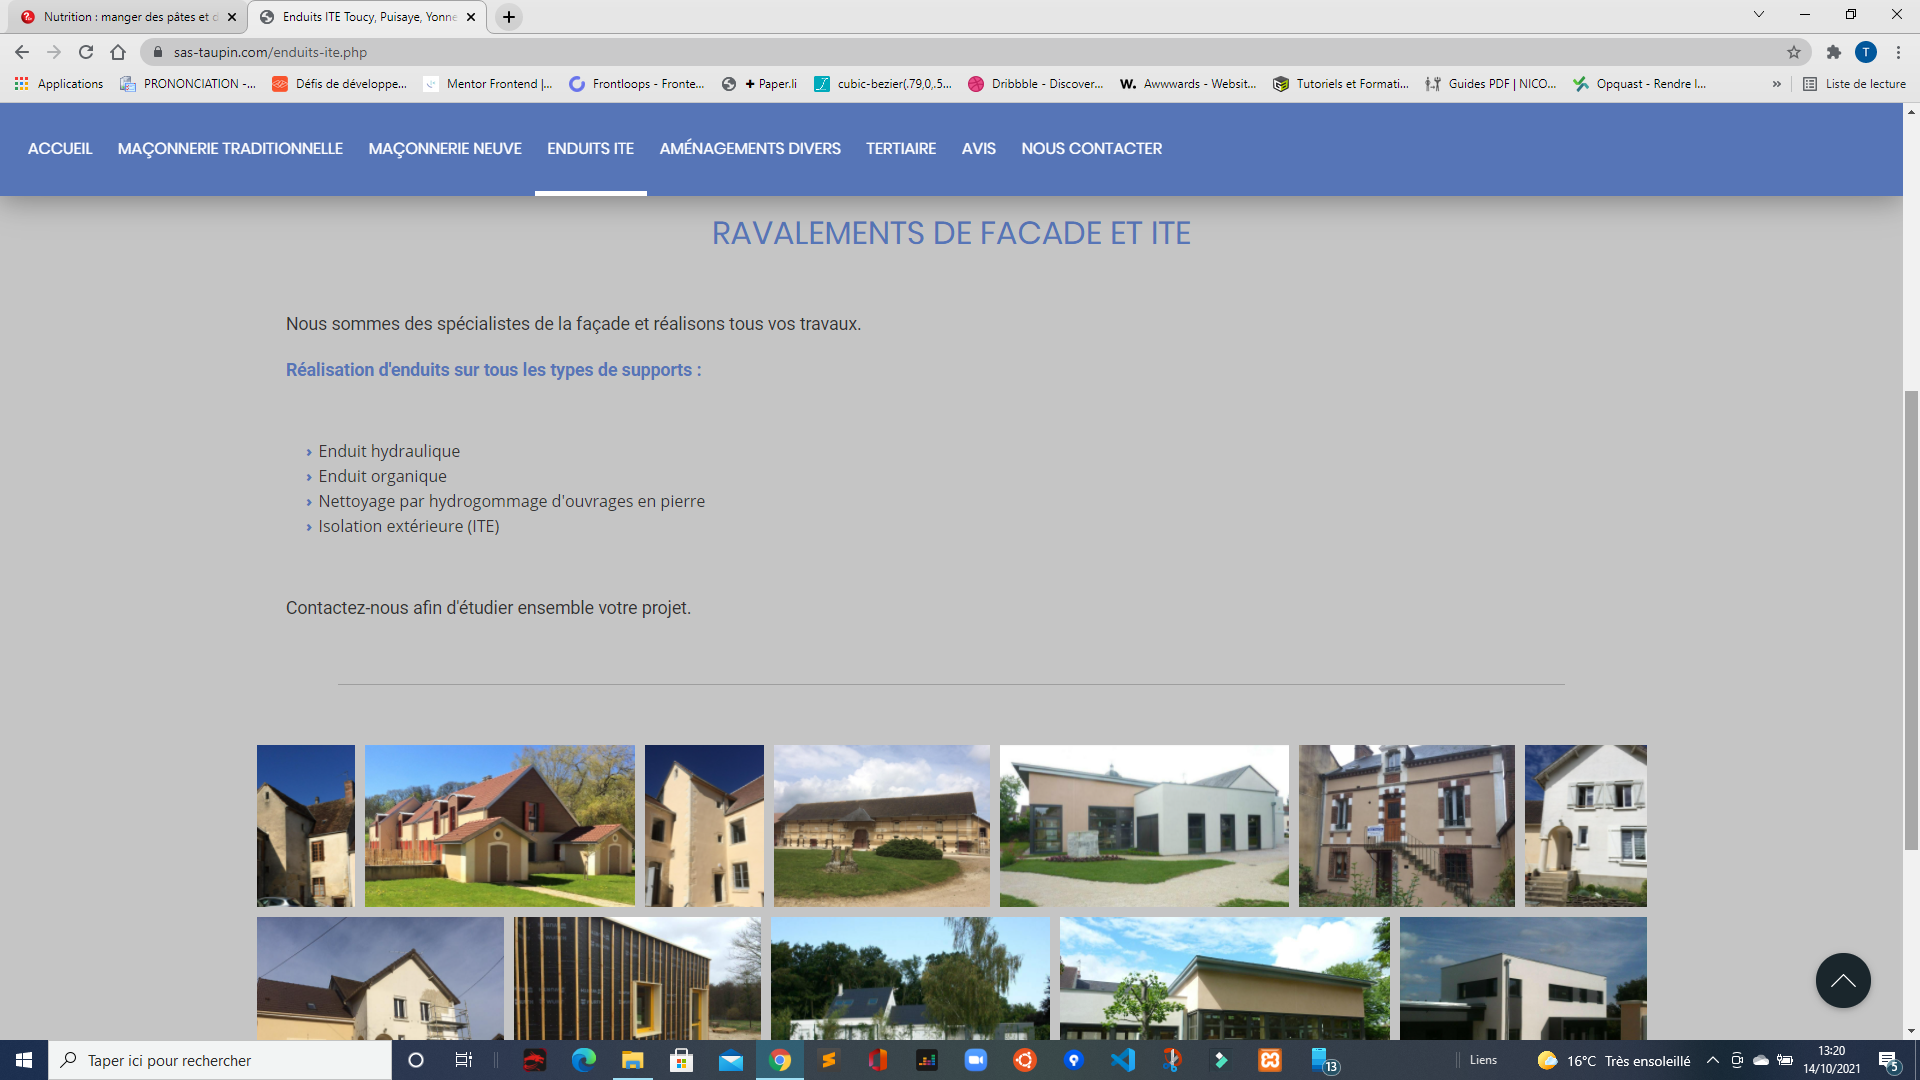 Nutrition : manger des pâtes et d
Enduits ITE Toucy, Puisaye, Yonne
sas-taupin.com/enduits-ite.php
T
Applications
PRONONCIATION -...
Défis de développe...
Mentor Frontend |...
Frontloops - Fronte...
+ Paper.li
cubic-bezier(.79,0,.5...
Dribbble - Discover...
W. Awwwards - Websit...
Tutoriels et Formati...
Guides PDF | NICO...
Opquast - Rendre l...
»
Liste de lecture
ACCUEIL
MAÇONNERIE TRADITIONNELLE
MAÇONNERIE NEUVE
ENDUITS ITE
AMÉNAGEMENTS DIVERS
TERTIAIRE
AVIS
NOUS CONTACTER
RAVALEMENTS DE FACADE ET ITE
Nous sommes des spécialistes de la façade et réalisons tous vos travaux.
Réalisation d'enduits sur tous les types de supports :
› Enduit hydraulique
› Enduit organique
› Nettoyage par hydrogommage d'ouvrages en pierre
› Isolation extérieure (ITE)
Contactez-nous afin d'étudier ensemble votre projet.
Taper ici pour rechercher
13
Liens
16°C Très ensoleillé
13:20
14/10/2021
5